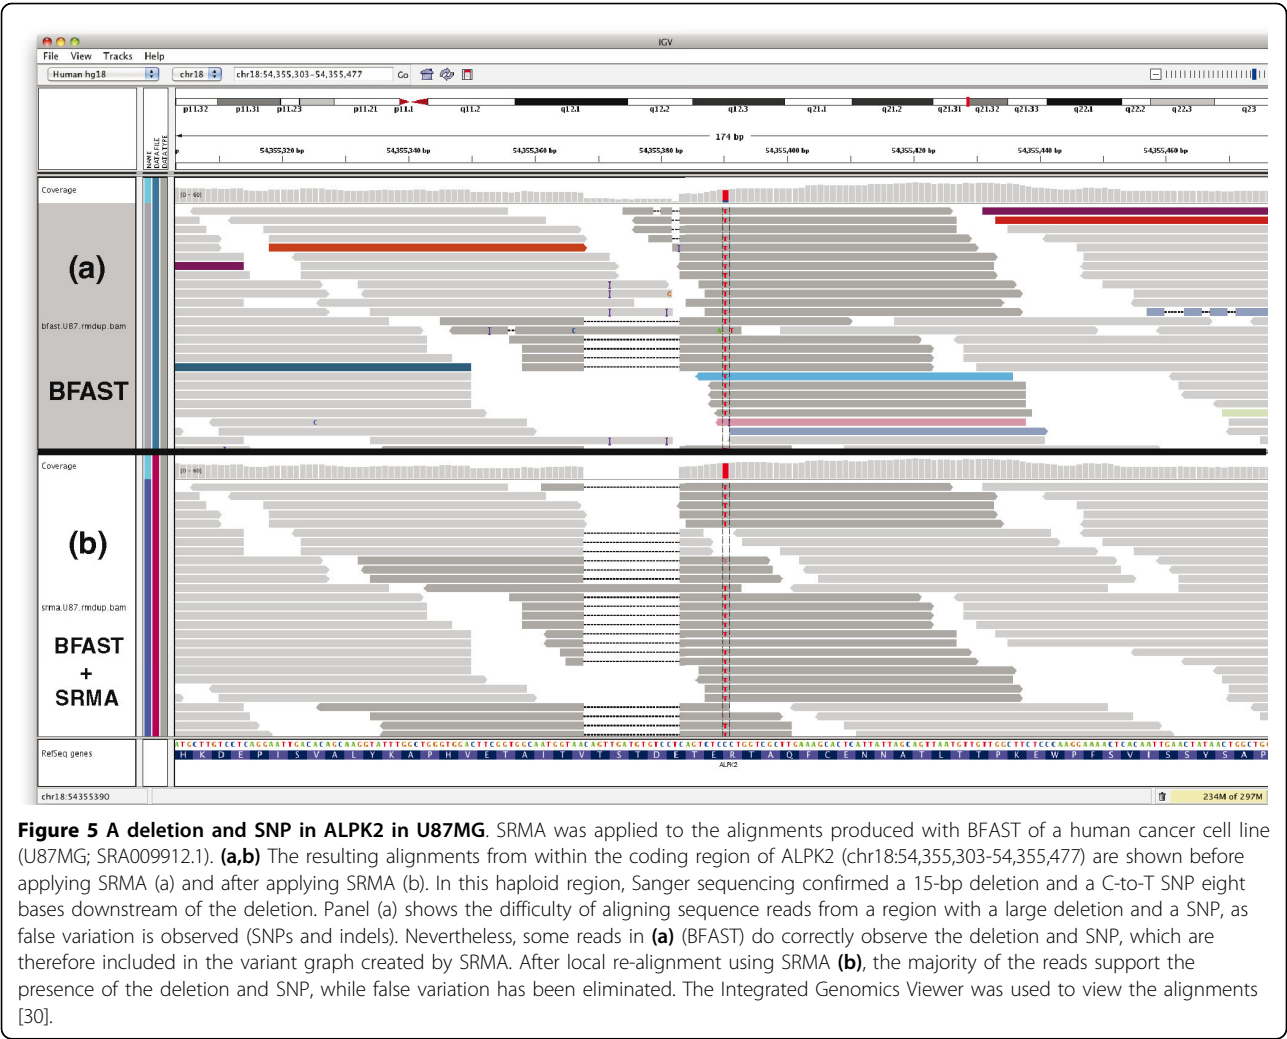 IGV
File View Tracks Help
Human hg18 chr18 chr18:54,355,303-54,355,477 Go
p11.32 p11.31 p11.23 p11.21 p11.1 q11.2 q12.1 q12.2 q12.3 q21.1 q21.2 q21.31 q21.32 q21.33 q22.1 q22.2 q22.3 q23
174 bp
54,355,320 bp 54,355,340 bp 54,355,360 bp 54,355,380 bp 54,355,400 bp 54,355,420 bp 54,355,440 bp 54,355,460 bp
NAME
DATA FILE
DATA TYPE
Coverage
[0 - 60]
(a)
bfast.U87.rmdup.bam
BFAST
Coverage
[0 - 60]
(b)
srma.U87.rmdup.bam
BFAST
+
SRMA
RefSeq genes
H K D E P I S V A L Y K A P H V E T A I T V T S T D E T E R T A Q F C E N N A T L T T P K E W P F S V I S S Y S A P
ALPK2
chr18:54355390
234M of 297M
Figure 5 A deletion and SNP in ALPK2 in U87MG. SRMA was applied to the alignments produced with BFAST of a human cancer cell line
(U87MG; SRA009912.1). (a,b) The resulting alignments from within the coding region of ALPK2 (chr18:54,355,303-54,355,477) are shown before
applying SRMA (a) and after applying SRMA (b). In this haploid region, Sanger sequencing confirmed a 15-bp deletion and a C-to-T SNP eight
bases downstream of the deletion. Panel (a) shows the difficulty of aligning sequence reads from a region with a large deletion and a SNP, as
false variation is observed (SNPs and indels). Nevertheless, some reads in (a) (BFAST) do correctly observe the deletion and SNP, which are
therefore included in the variant graph created by SRMA. After local re-alignment using SRMA (b), the majority of the reads support the
presence of the deletion and SNP, while false variation has been eliminated. The Integrated Genomics Viewer was used to view the alignments
[30].